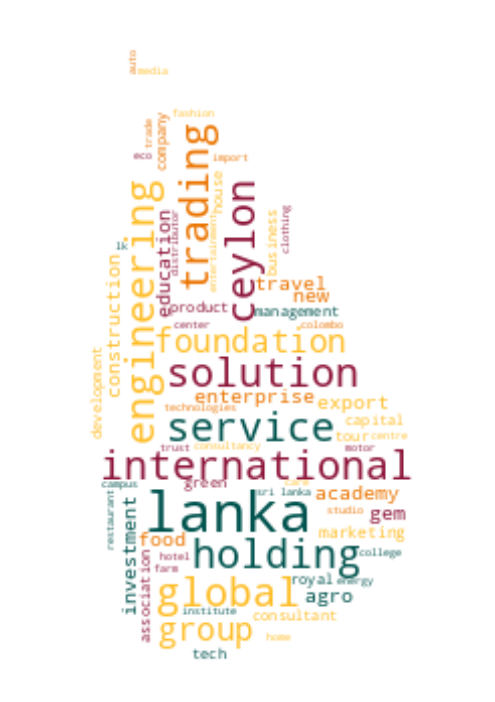 auto
media
fashion
trade
company
trading
eco
import
engineering
house
ceylon
education
distributor
entertainment
business
clothing
lk
construction
travel
new
product
management
center
colombo
foundation
development
solution
enterprise
export
technologies
service
capital
tour
centre
trust
consultancy
motor
international
campus
green
care
sri lanka
academy
restaurant
lanka
studio
gem
investment
food
marketing
holding
college
association
hotel
farm
royal
energy
global
agro
institute
consultant
group
home
tech